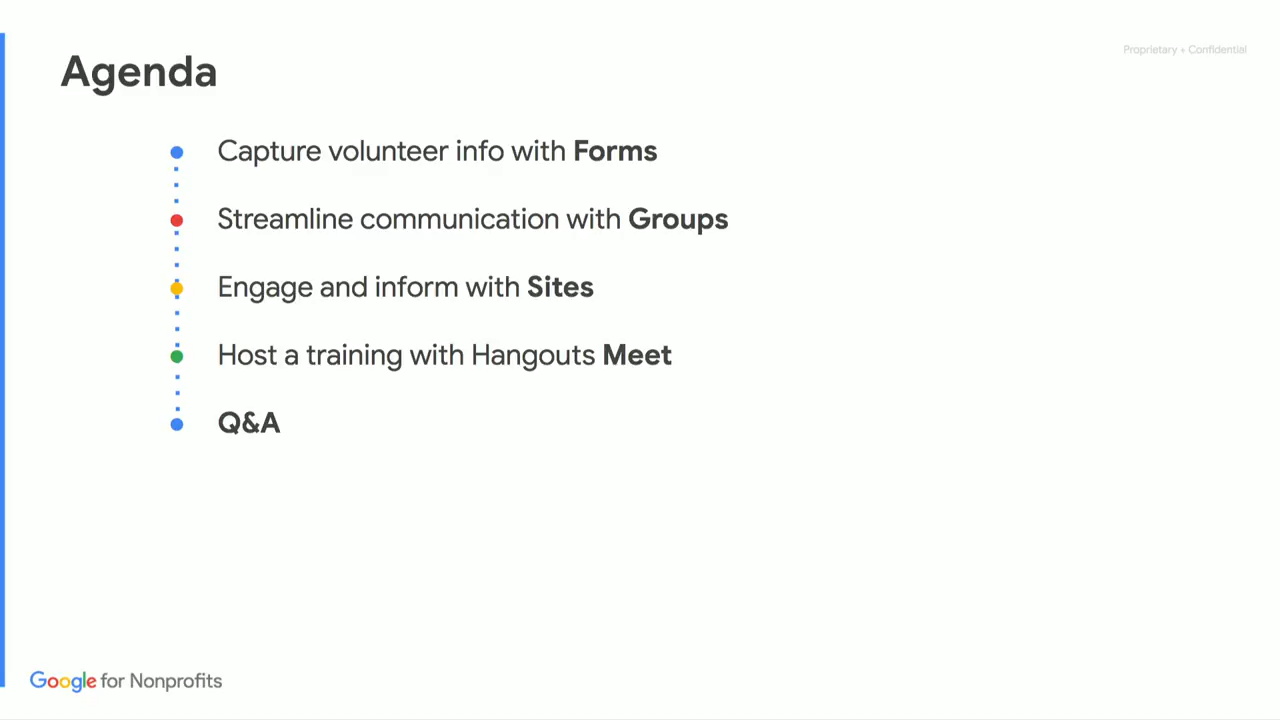 Agenda
Proprietary + Confidential
Capture volunteer info with Forms
Streamline communication with Groups
Engage and inform with Sites
Host a training with Hangouts Meet
Q&A
Google for Nonprofits